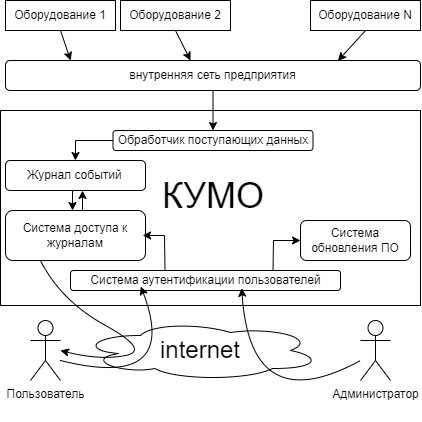 Оборудование 1
Оборудование 2
Оборудование N
внутренняя сеть предприятия
Обработчик поступающих данных
Журнал событий
КУМО
Система доступа к
журналам
Система
обновления ПО
Система аутентификации пользователей
internet
Пользователь
Администратор